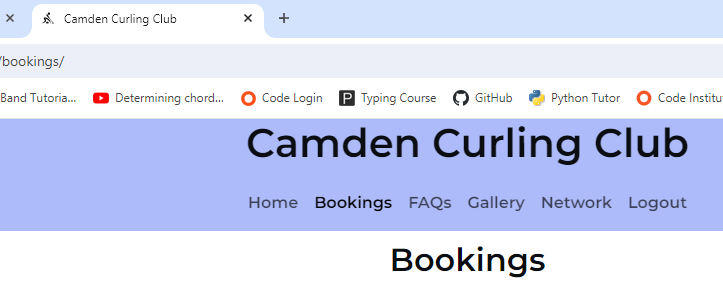 Camden Curling Club
/bookings/
Band Tutoria... Determining chord... Code Login Typing Course GitHub Python Tutor Code Institu
Camden Curling Club
Home Bookings FAQs Gallery Network Logout
Bookings